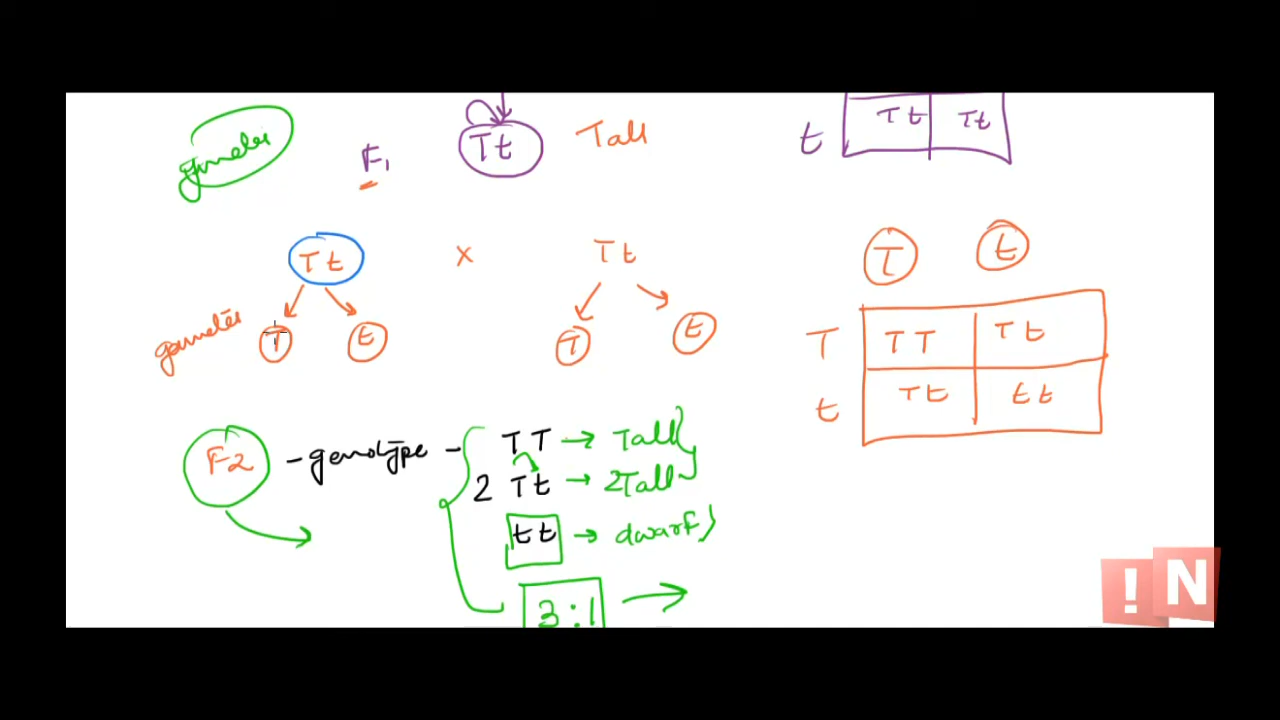 gametes
F1 Tt Tall
t Tt Tt
Tt x Tt
gametes T t T t
T t
T TT Tt
t Tt tt
F2 - genotype - TT → Tall
2 Tt → 2Tall
tt → dwarf
3:1 →
!N